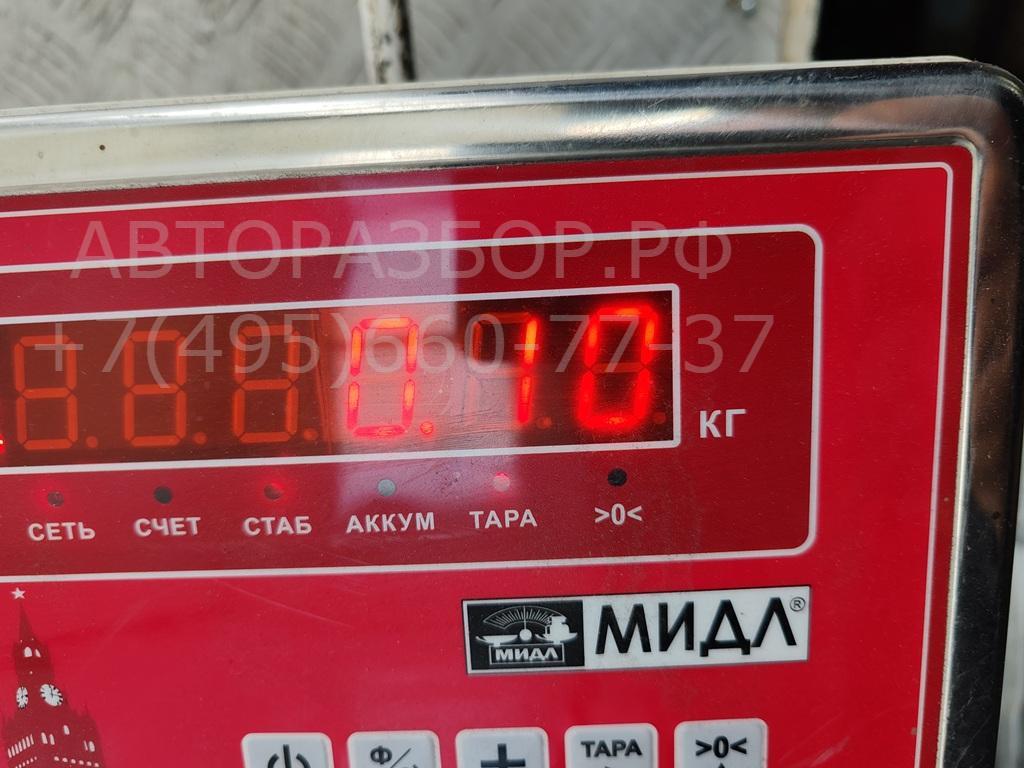 АВТОРАЗБОР.РФ
+7(495)660-77-37
0.10
КГ
СЕТЬ СЧЕТ СТАБ АККУМ ТАРА >0<
МИДЛ МИДЛ®
Ф/ + ТАРА >0<